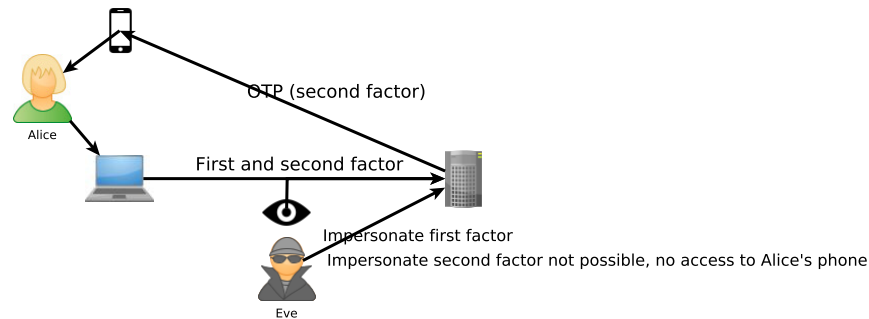 OTP (second factor)
Alice
First and second factor
Impersonate first factor
Impersonate second factor not possible, no access to Alice's phone
Eve